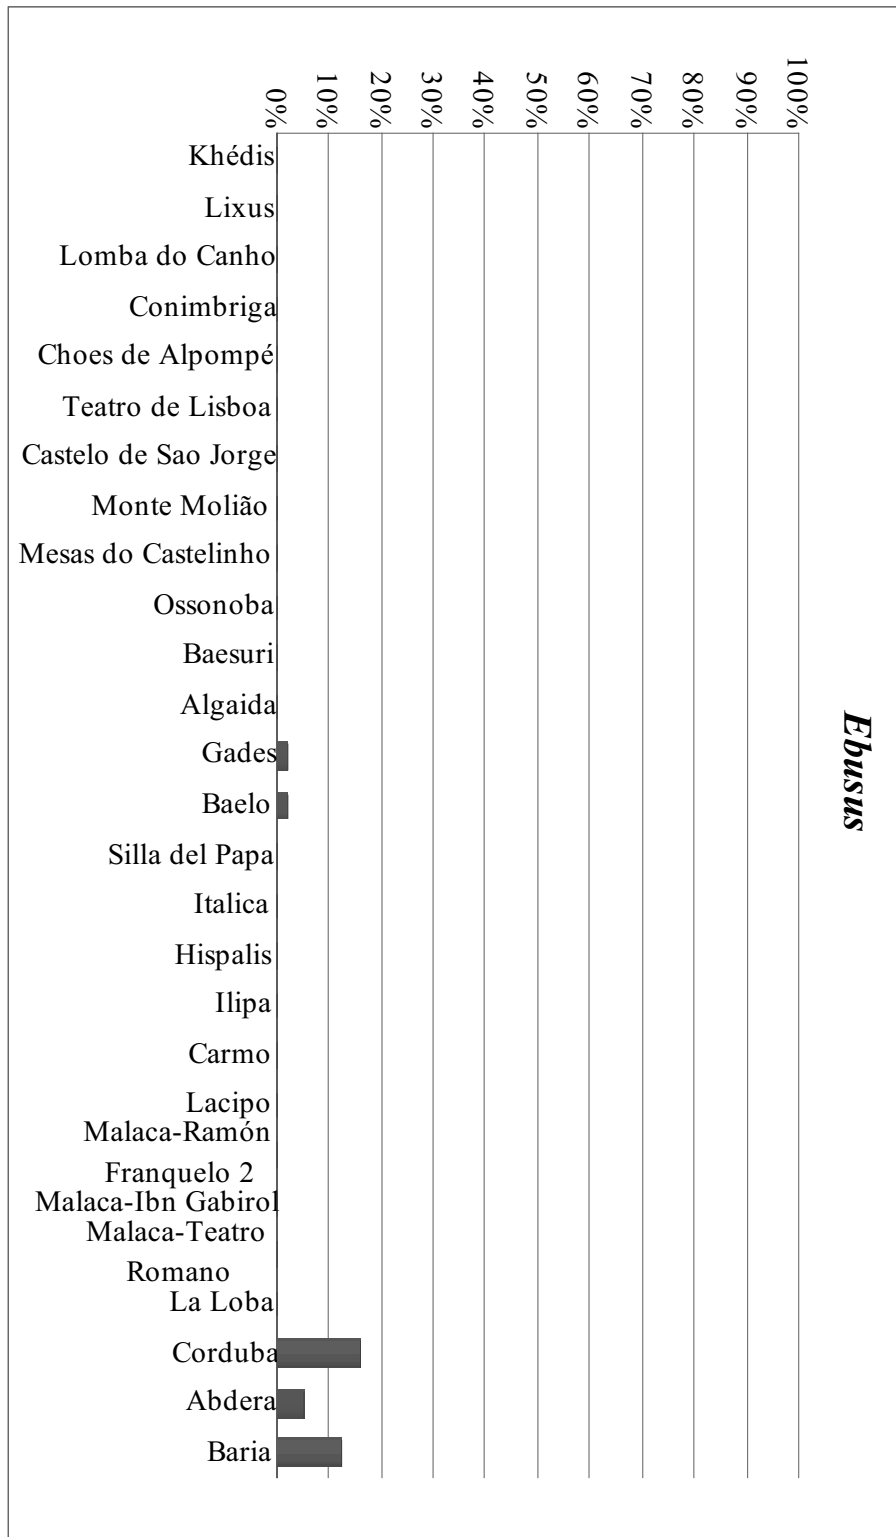 Ebusus
100%
90%
80%
70%
60%
50%
40%
30%
20%
10%
0%
Khédis
Lixus
Lomba do Canho
Conimbriga
Choes de Alpompé
Teatro de Lisboa
Castelo de Sao Jorge
Monte Molião
Mesas do Castelinho
Ossonoba
Baesuri
Algaida
Gades
Baelo
Silla del Papa
Italica
Hispalis
Ilipa
Carmo
Lacipo
Malaca-Ramón
Franquelo 2
Malaca-Ibn Gabirol
Malaca-Teatro
Romano
La Loba
Corduba
Abdera
Baria